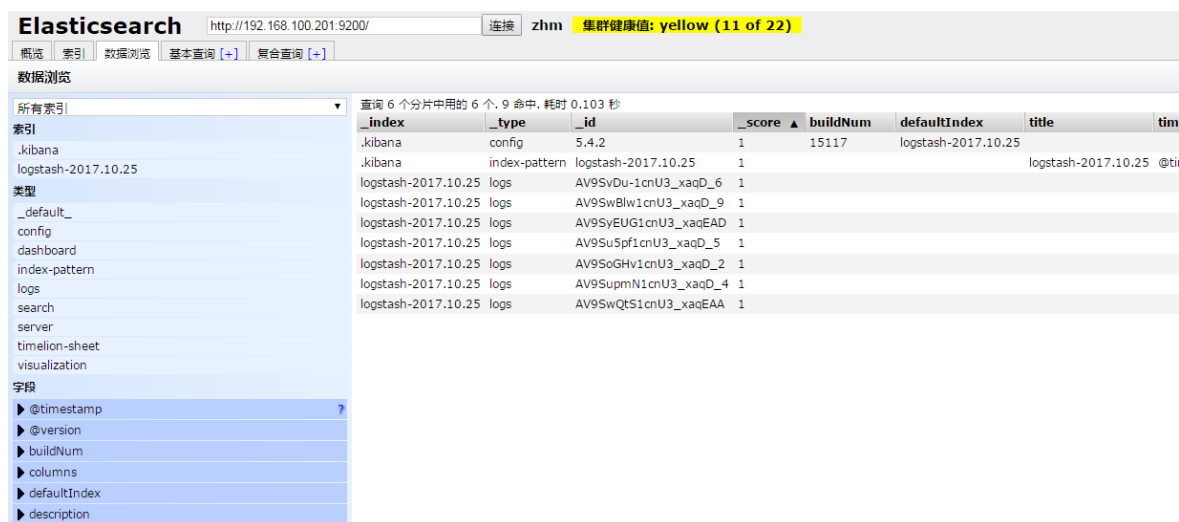 Elasticsearch http://192.168.100.201:9200/ 连接 zhm 集群健康值: yellow (11 of 22)
概览 索引 数据浏览 基本查询 [+] 复合查询 [+]
数据浏览
所有索引
索引
.kibana
logstash-2017.10.25
类型
_default_
config
dashboard
index-pattern
logs
search
server
timelion-sheet
visualization
字段
@timestamp ?
@version
buildNum
columns
defaultIndex
description
查询 6 个分片中用的 6 个. 9 命中. 耗时 0.103 秒
_index _type _id _score ▲ buildNum defaultIndex title tim
.kibana config 5.4.2 1 15117 logstash-2017.10.25
.kibana index-pattern logstash-2017.10.25 1 logstash-2017.10.25 @ti
logstash-2017.10.25 logs AV9SvDu-1cnU3_xaqD_6 1
logstash-2017.10.25 logs AV9SwBlw1cnU3_xaqD_9 1
logstash-2017.10.25 logs AV9SyEUG1cnU3_xaqEAD 1
logstash-2017.10.25 logs AV9Su5pf1cnU3_xaqD_5 1
logstash-2017.10.25 logs AV9SoGHv1cnU3_xaqD_2 1
logstash-2017.10.25 logs AV9SupmN1cnU3_xaqD_4 1
logstash-2017.10.25 logs AV9SwQtS1cnU3_xaqEAA 1